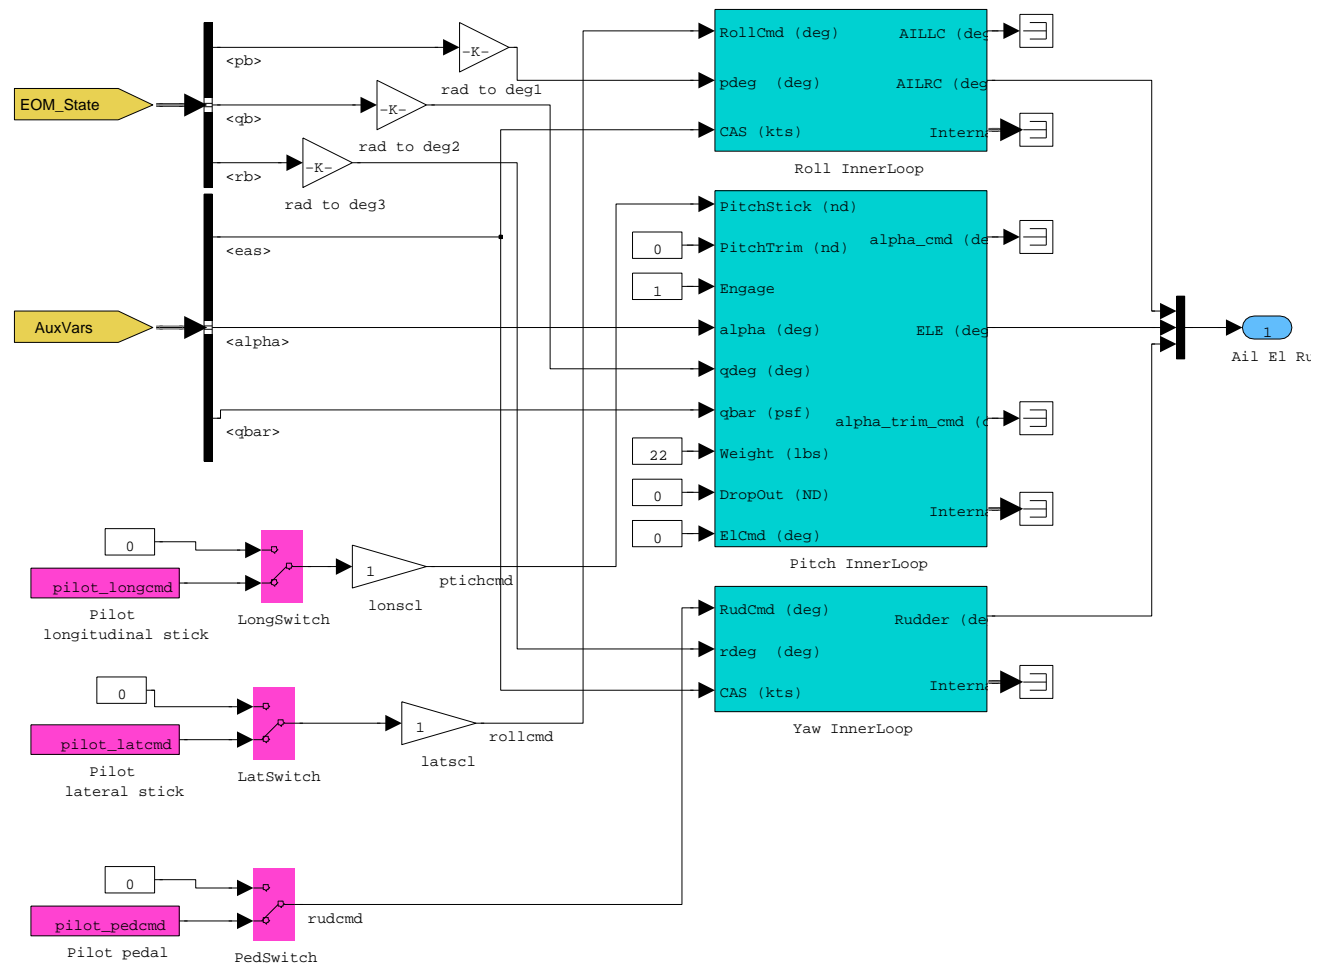 RollCmd (deg)
AILLC (deg
<pb>
-K-
rad to deg1
pdeg (deg)
AILRC (deg
EOM_State
<qb>
-K-
rad to deg2
CAS (kts)
Interna
Roll InnerLoop
<rb>
-K-
rad to deg3
PitchStick (nd)
<eas>
0
PitchTrim (nd)
alpha_cmd (de
1
Engage
AuxVars
<alpha>
alpha (deg)
ELE (deg
1
Ail El Ru
qdeg (deg)
<qbar>
qbar (psf)
alpha_trim_cmd (d
22
Weight (lbs)
0
DropOut (ND)
Interna
0
ElCmd (deg)
Pitch InnerLoop
0
pilot_longcmd
Pilot
longitudinal stick
LongSwitch
1
lonscl
ptichcmd
RudCmd (deg)
Rudder (de
rdeg (deg)
CAS (kts)
Interna
Yaw InnerLoop
0
pilot_latcmd
Pilot
lateral stick
LatSwitch
1
latscl
rollcmd
0
pilot_pedcmd
Pilot pedal
PedSwitch
rudcmd